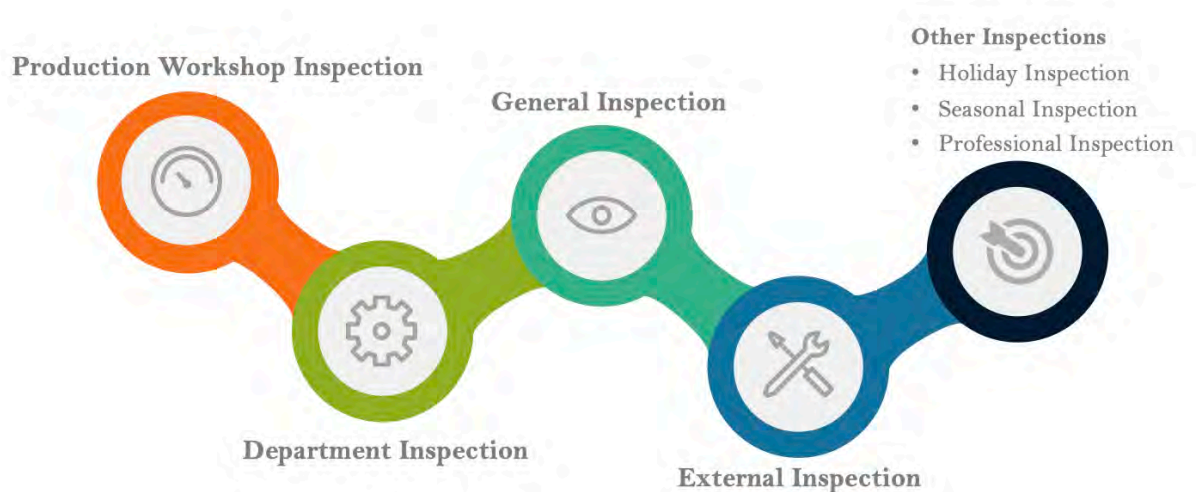 Production Workshop Inspection
Department Inspection
General Inspection
External Inspection
Other Inspections
• Holiday Inspection
• Seasonal Inspection
• Professional Inspection